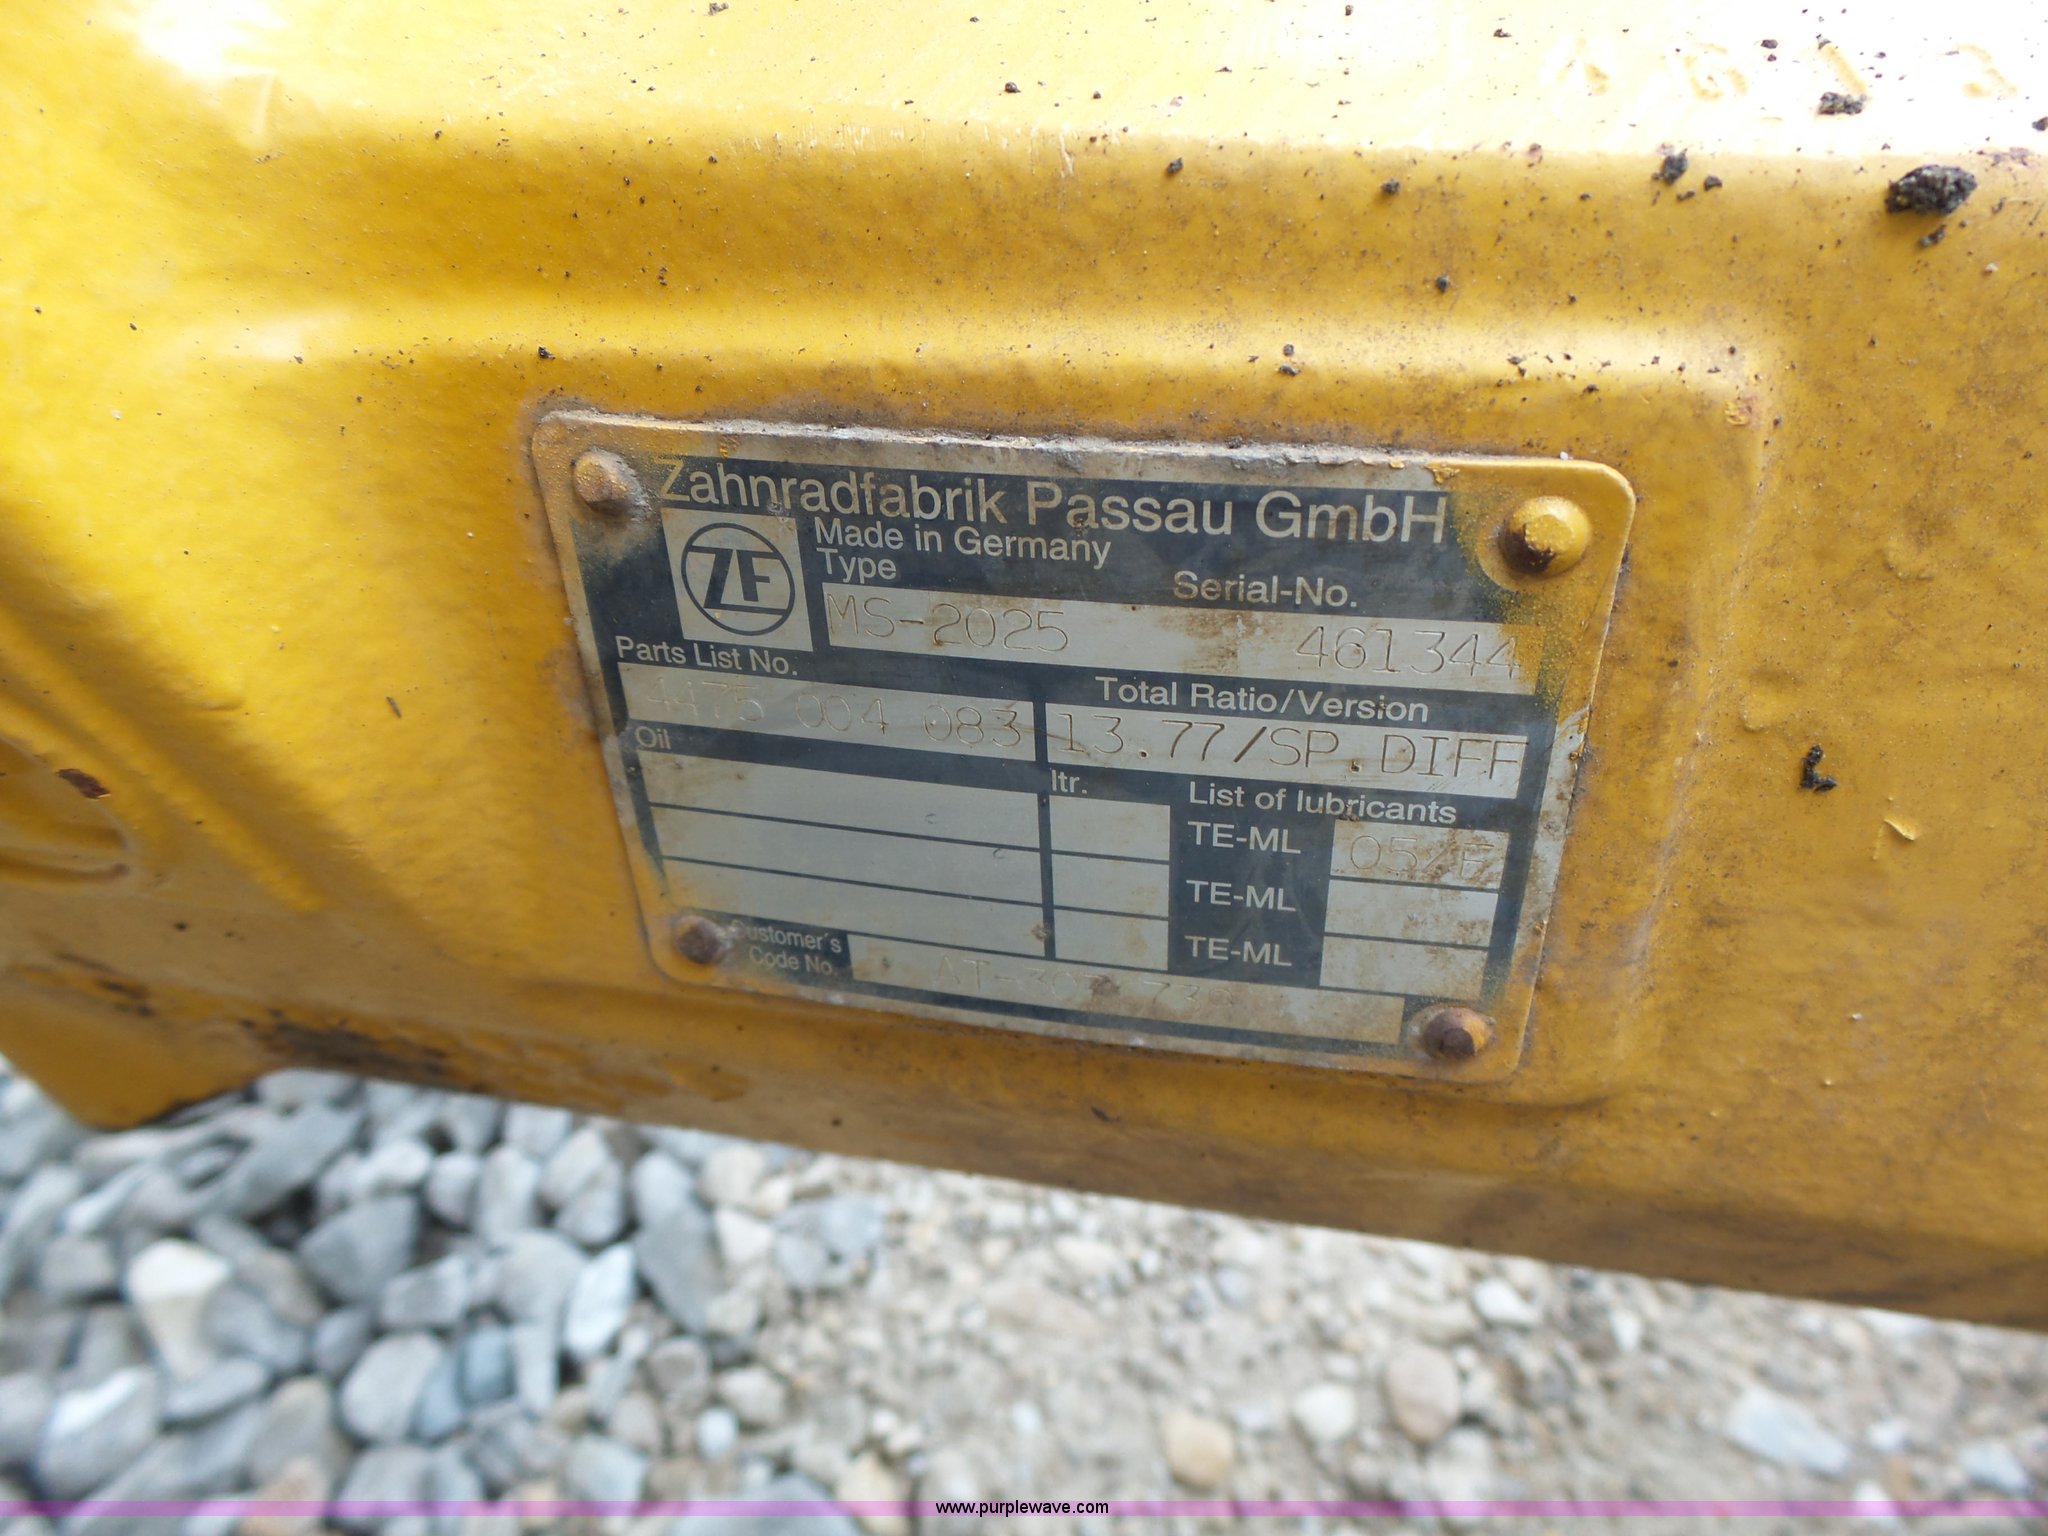 Zahnradfabrik Passau GmbH
ZF
Made in Germany
Type
Serial-No.
MS-2025
461344
Parts List No.
Total Ratio/Version
4475 004 083
13.77/SP.DIFF
Oil
ltr.
List of lubricants
TE-ML
05/F
TE-ML
TE-ML
Customer's
Code No.
www.purplewave.com